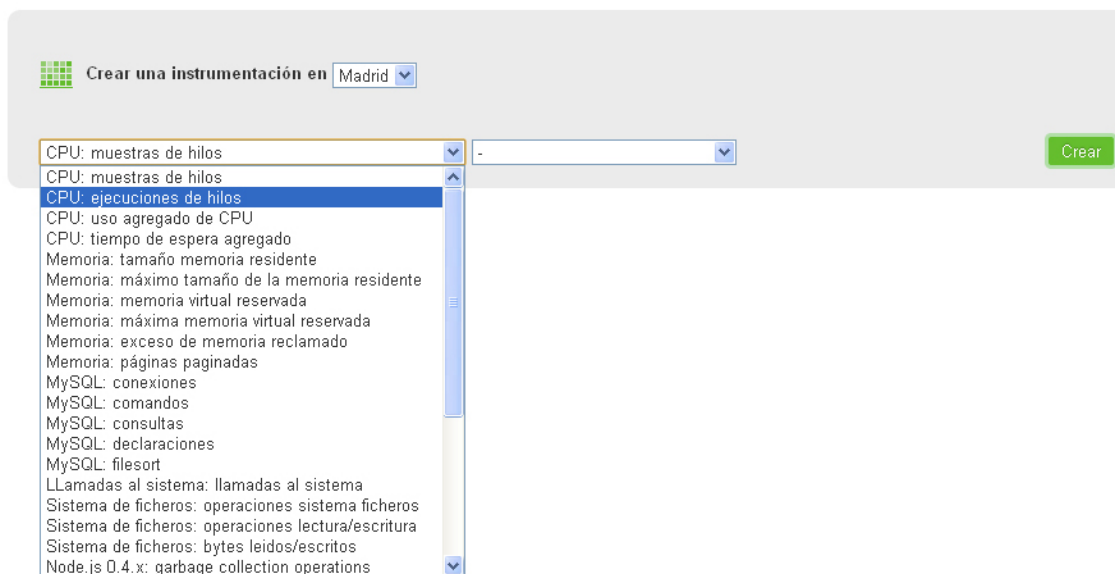 Crear una instrumentación en Madrid
CPU: muestras de hilos - Crear
CPU: muestras de hilos
CPU: ejecuciones de hilos
CPU: uso agregado de CPU
CPU: tiempo de espera agregado
Memoria: tamaño memoria residente
Memoria: máximo tamaño de la memoria residente
Memoria: memoria virtual reservada
Memoria: máxima memoria virtual reservada
Memoria: exceso de memoria reclamado
Memoria: páginas paginadas
MySQL: conexiones
MySQL: comandos
MySQL: consultas
MySQL: declaraciones
MySQL: filesort
LLamadas al sistema: llamadas al sistema
Sistema de ficheros: operaciones sistema ficheros
Sistema de ficheros: operaciones lectura/escritura
Sistema de ficheros: bytes leidos/escritos
Node.js 0.4.x: garbage collection operations